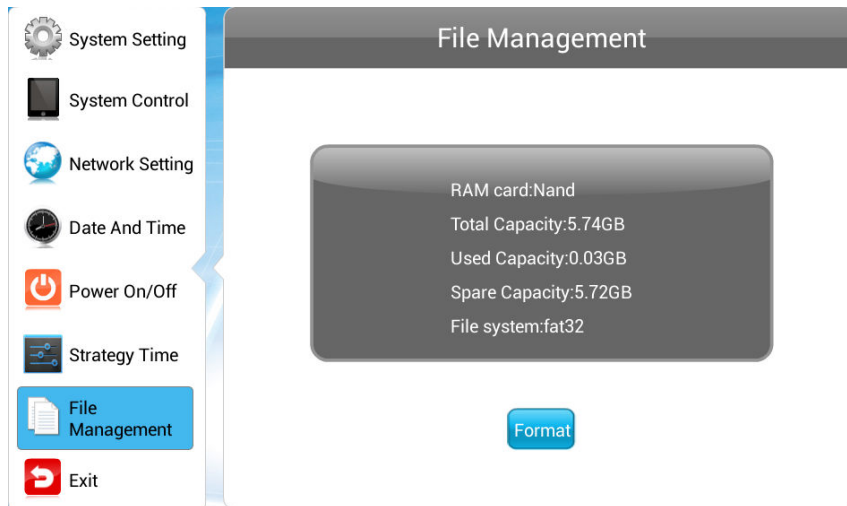 System Setting
System Control
Network Setting
Date And Time
Power On/Off
Strategy Time
File
Management
Exit
File Management
RAM card:Nand
Total Capacity:5.74GB
Used Capacity:0.03GB
Spare Capacity:5.72GB
File system:fat32
Format